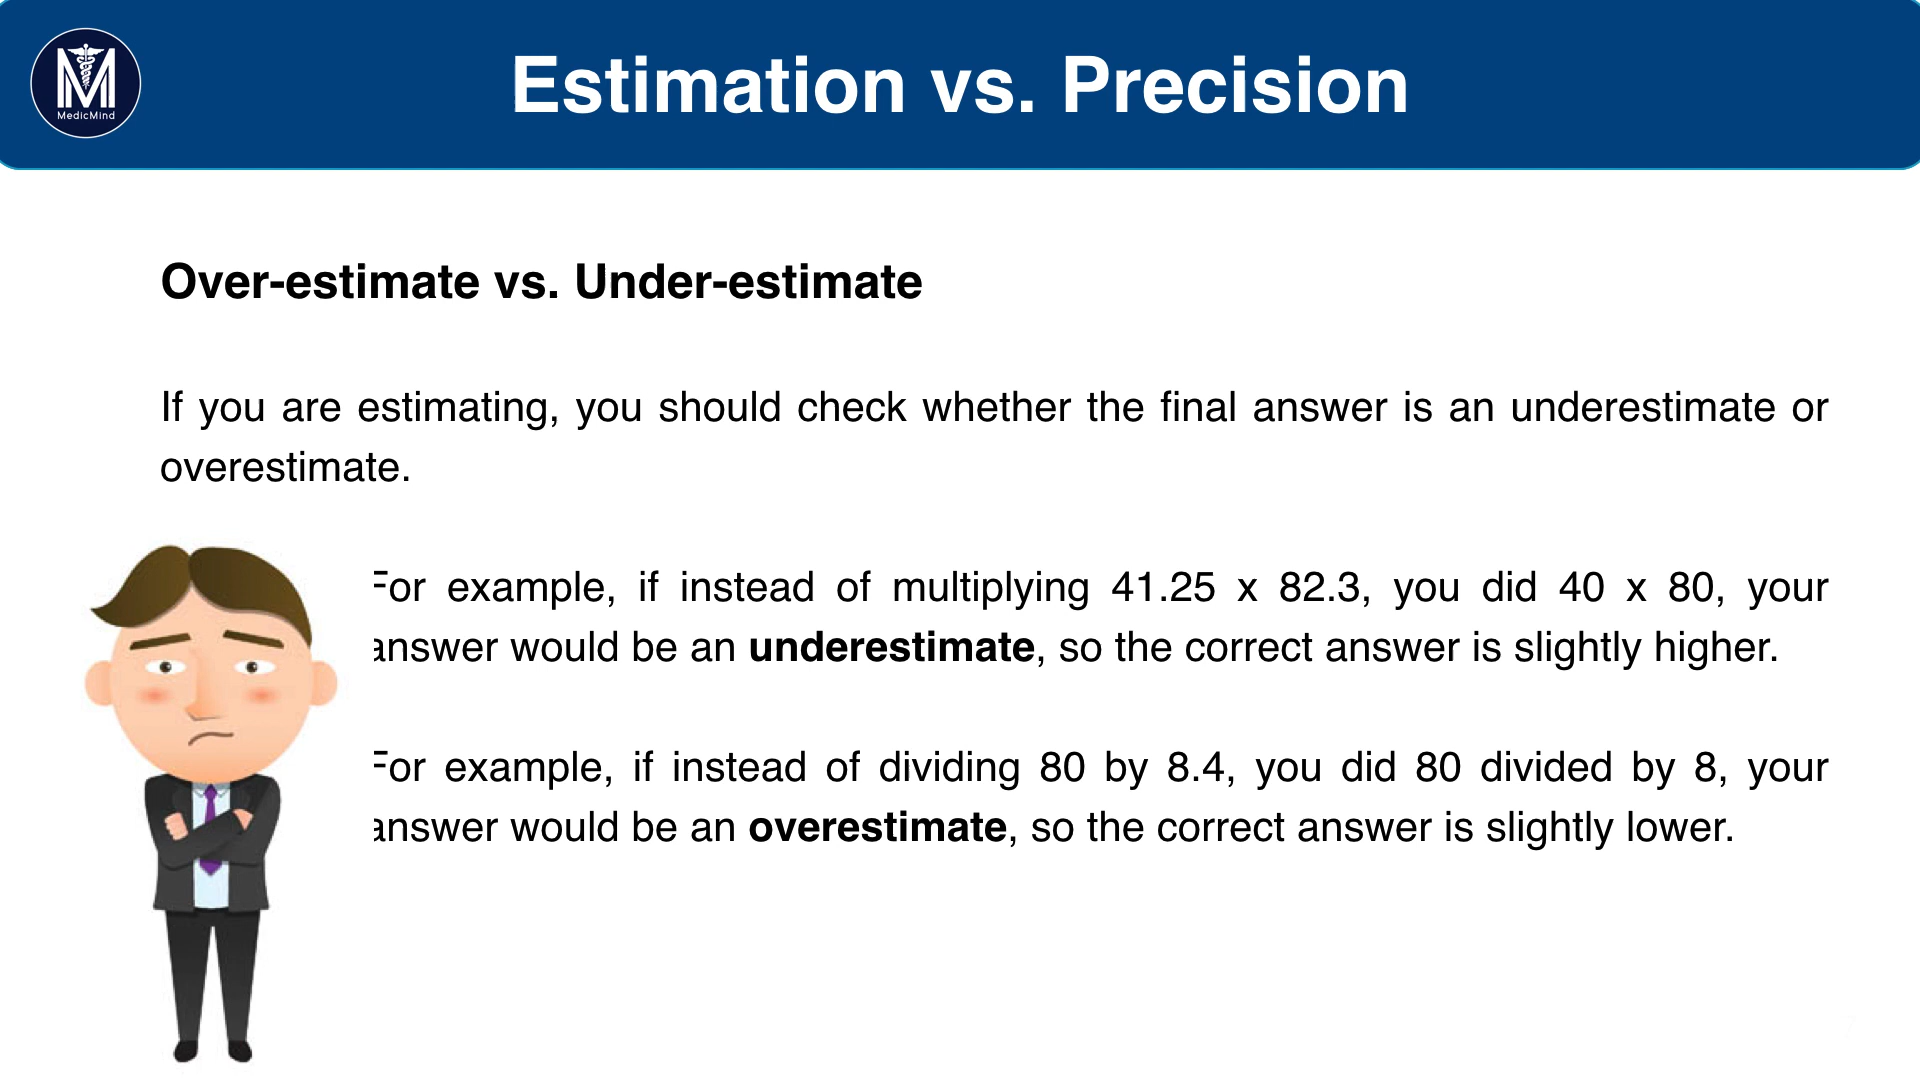 MedicMind
Estimation vs. Precision
Over-estimate vs. Under-estimate
If you are estimating, you should check whether the final answer is an underestimate or
overestimate.
For example, if instead of multiplying 41.25 x 82.3, you did 40 x 80, your
answer would be an underestimate, so the correct answer is slightly higher.
For example, if instead of dividing 80 by 8.4, you did 80 divided by 8, your
answer would be an overestimate, so the correct answer is slightly lower.